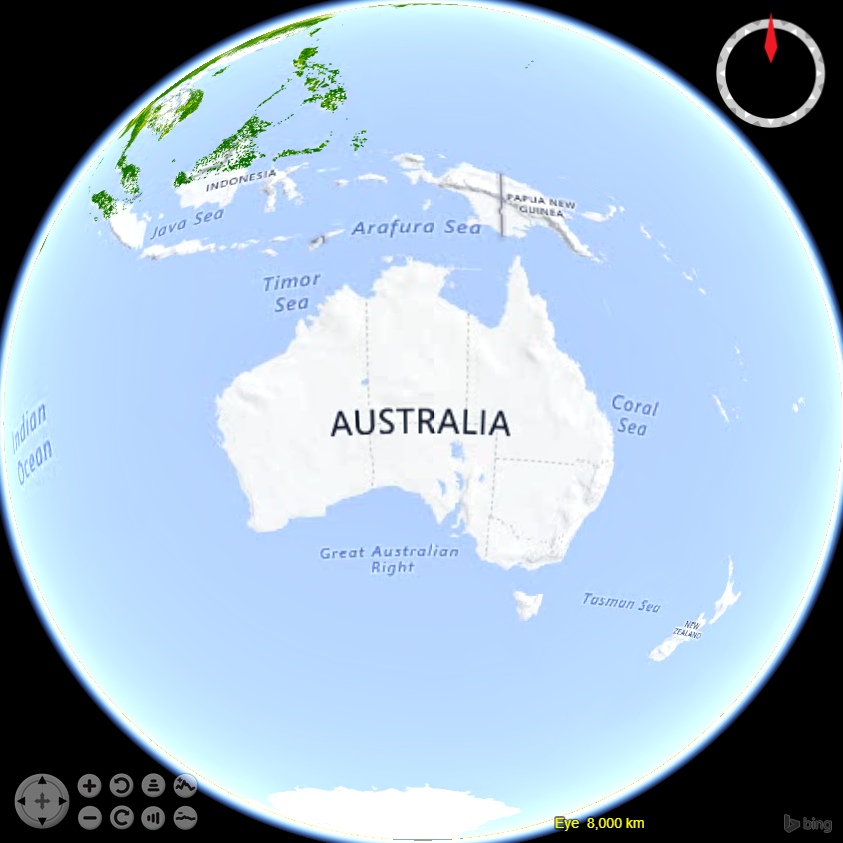 INDONESIA
PAPUA NEW
GUINEA
Java Sea
Arafura Sea
Timor
Sea
AUSTRALIA
Coral
Sea
Indian
Ocean
Great Australian
Right
Tasman Sea
NEW
ZEALAND
Eye 8,000 km
bing